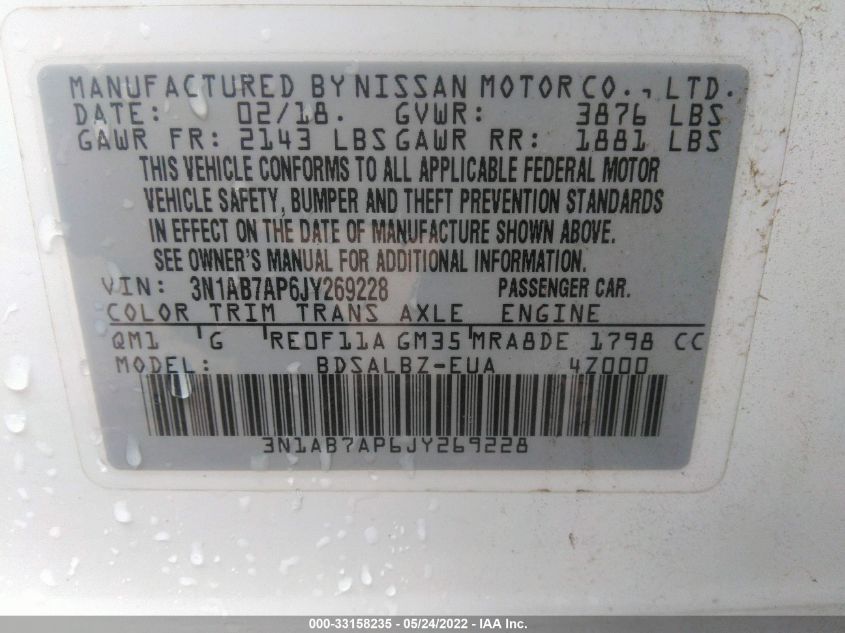 MANUFACTURED BY NISSAN MOTOR CO., LTD.
DATE: 02/18. GVWR: 3876 LBS
GAWR FR: 2143 LBS GAWR RR: 1881 LBS
THIS VEHICLE CONFORMS TO ALL APPLICABLE FEDERAL MOTOR
VEHICLE SAFETY, BUMPER AND THEFT PREVENTION STANDARDS
IN EFFECT ON THE DATE OF MANUFACTURE SHOWN ABOVE.
SEE OWNER'S MANUAL FOR ADDITIONAL INFORMATION.
VIN: 3N1AB7AP6JY269228 PASSENGER CAR.
COLOR TRIM TRANS AXLE ENGINE
QM1 G RE0F11A GM35 MRA8DE 1798 CC
MODEL: BDSALBZ-EUA 4Z000
3N1AB7AP6JY269228
000-33158235 - 05/24/2022 - IAA Inc.